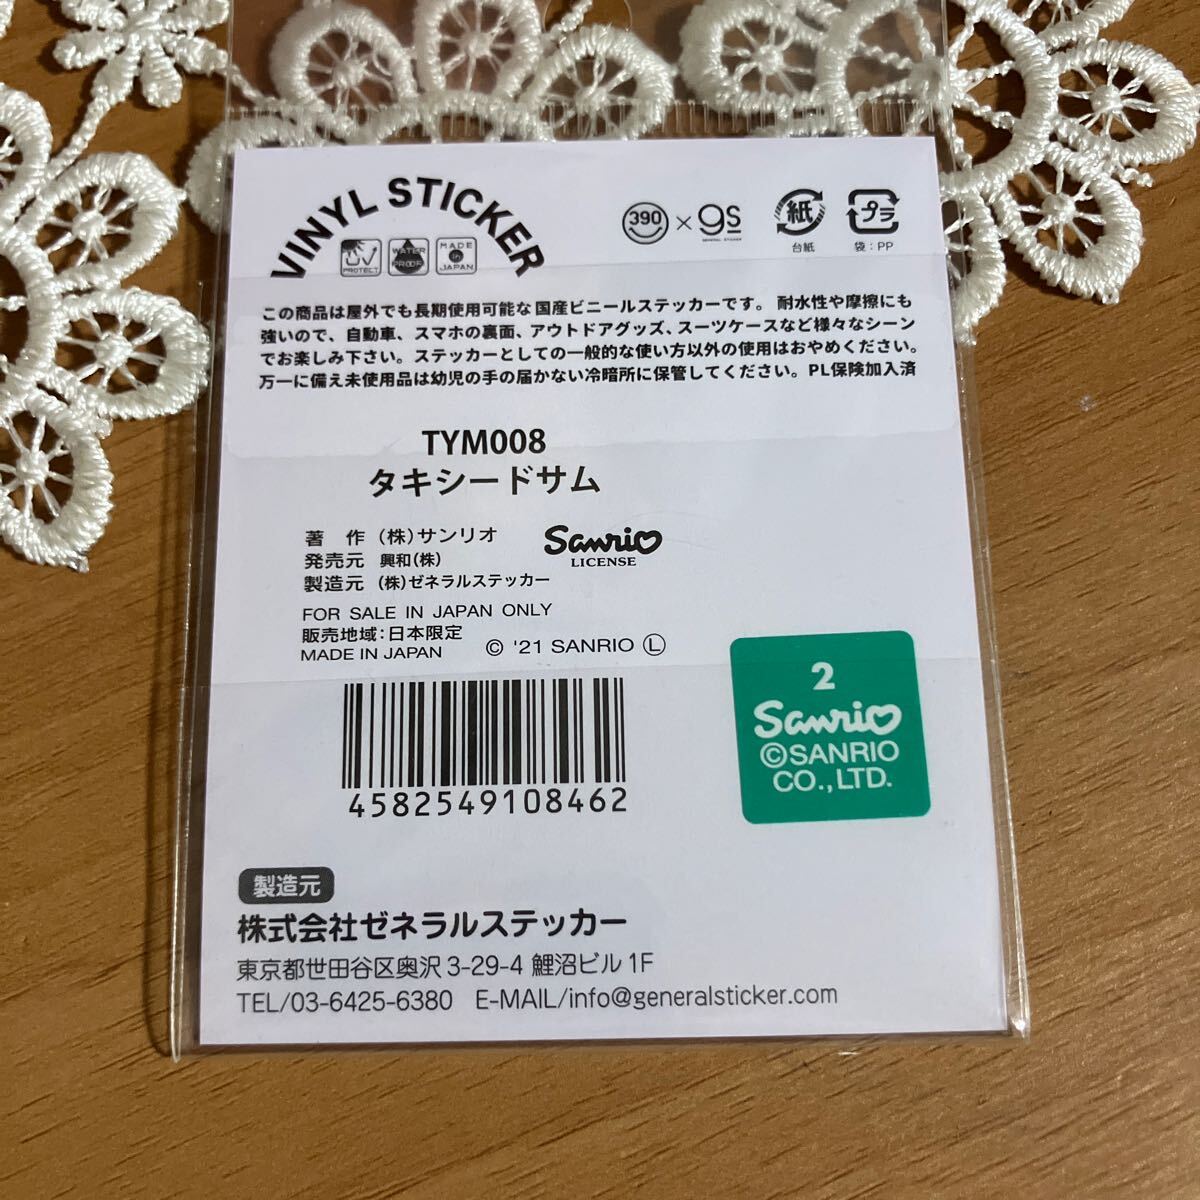 VINYL STICKER
UV PROTECT
WATER PROOF
MADE in JAPAN
390 × gs
GENERAL STICKER
紙
台紙
プラ
袋：PP
この商品は屋外でも長期使用可能な国産ビニールステッカーです。 耐水性や摩擦にも
強いので、自動車、スマホの裏面、アウトドアグッズ、スーツケースなど様々なシーン
でお楽しみ下さい。ステッカーとしての一般的な使い方以外の使用はおやめください。
万一に備え未使用品は幼児の手の届かない冷暗所に保管してください。PL保険加入済
TYM008
タキシードサム
著　作 （株）サンリオ
発売元 興和（株）
製造元 （株）ゼネラルステッカー
Sanrio
LICENSE
FOR SALE IN JAPAN ONLY
販売地域：日本限定
MADE IN JAPAN
© '21 SANRIO Ⓛ
4582549108462
2
Sanrio
©SANRIO
CO.,LTD.
製造元
株式会社ゼネラルステッカー
東京都世田谷区奥沢 3-29-4 鯉沼ビル 1F
TEL/03-6425-6380 E-MAIL/info@generalsticker.com